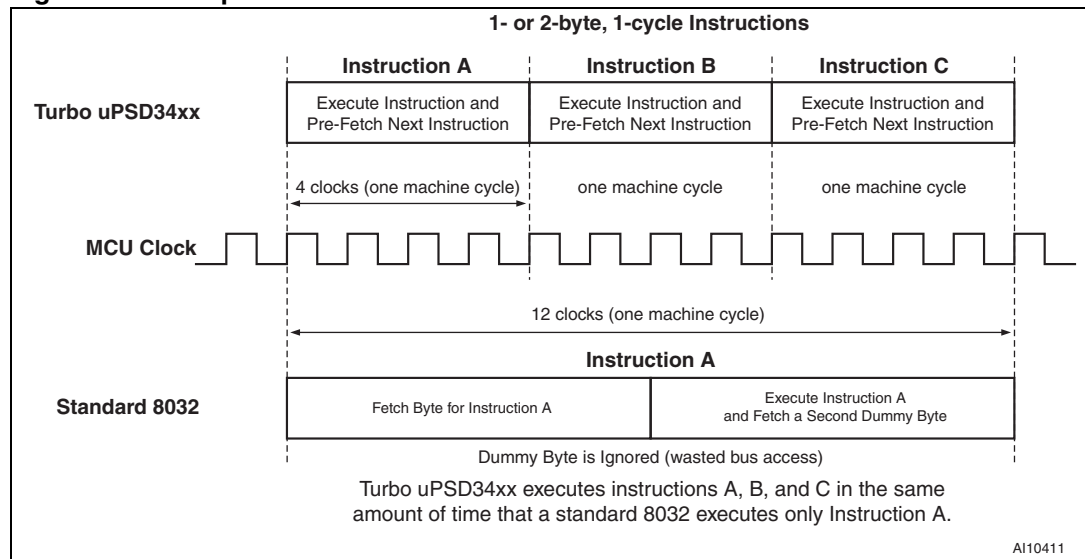 1- or 2-byte, 1-cycle Instructions
Instruction A
Instruction B
Instruction C
Turbo uPSD34xx
Execute Instruction and
Pre-Fetch Next Instruction
Execute Instruction and
Pre-Fetch Next Instruction
Execute Instruction and
Pre-Fetch Next Instruction
4 clocks (one machine cycle)
one machine cycle
one machine cycle
MCU Clock
12 clocks (one machine cycle)
Instruction A
Standard 8032
Fetch Byte for Instruction A
Execute Instruction A
and Fetch a Second Dummy Byte
Dummy Byte is Ignored (wasted bus access)
Turbo uPSD34xx executes instructions A, B, and C in the same
amount of time that a standard 8032 executes only Instruction A.
AI10411